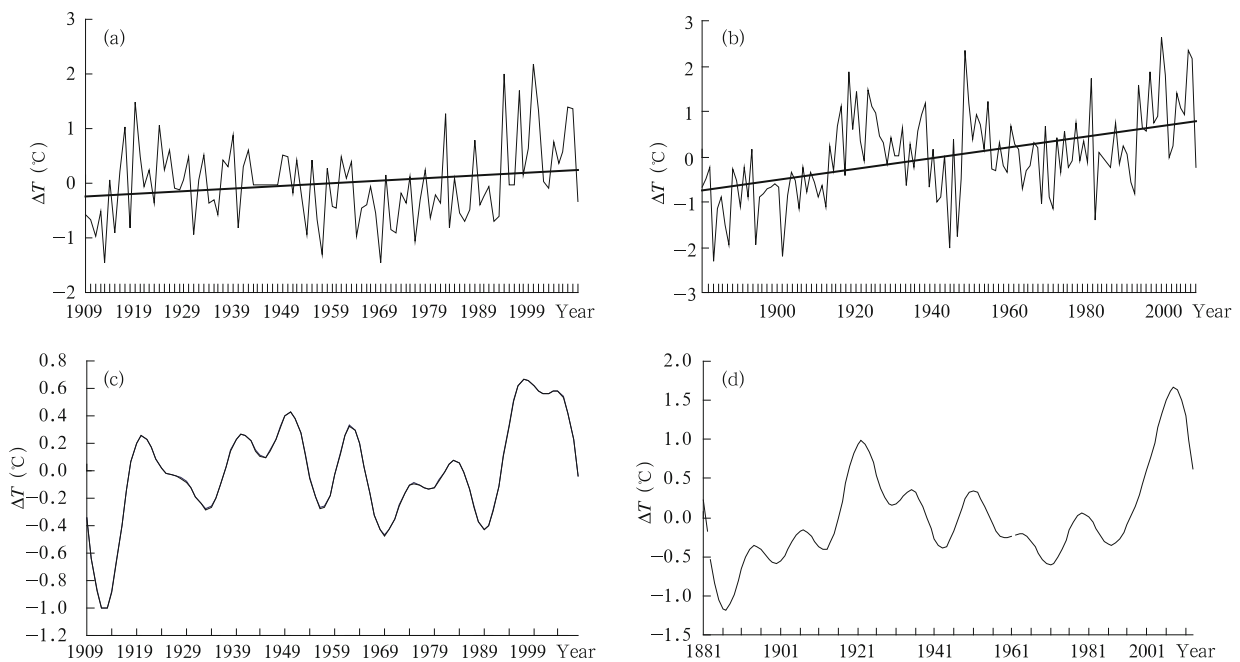 (a)
3
2
1
0
−1
−2
ΔT (℃)
1909 1919 1929 1939 1949 1959 1969 1979 1989 1999 Year
(b)
3
2
1
0
−1
−2
−3
ΔT (℃)
1900 1920 1940 1961 1980 2000 Year
(c)
0.8
0.6
0.4
0.2
0.0
−0.2
−0.4
−0.6
−0.8
−1.0
−1.2
ΔT (℃)
1909 1919 1929 1939 1949 1959 1969 1979 1989 1999 Year
(d)
2.0
1.5
1.0
0.5
0.0
−0.5
−1.0
−1.5
ΔT (℃)
1881 1901 1921 1941 1961 1981 2001 Year